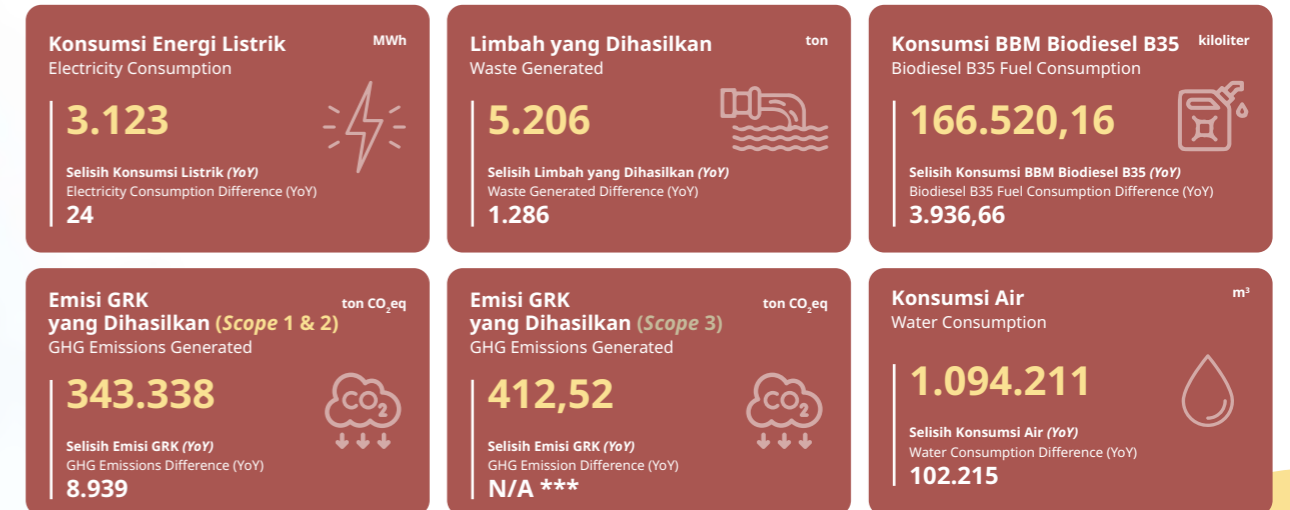 Konsumsi Energi Listrik
MWh
Electricity Consumption
3.123
Selisih Konsumsi Listrik (YoY)
Electricity Consumption Difference (YoY)
24
Limbah yang Dihasilkan
ton
Waste Generated
5.206
Selisih Limbah yang Dihasilkan (YoY)
Waste Generated Difference (YoY)
1.286
Konsumsi BBM Biodiesel B35
kiloliter
Biodiesel B35 Fuel Consumption
166.520,16
Selisih Konsumsi BBM Biodiesel B35 (YoY)
Biodiesel B35 Fuel Consumption Difference (YoY)
3.936,66
Emisi GRK
yang Dihasilkan (Scope 1 & 2)
ton CO₂eq
GHG Emissions Generated
343.338
CO₂
Selisih Emisi GRK (YoY)
GHG Emissions Difference (YoY)
8.939
Emisi GRK
yang Dihasilkan (Scope 3)
ton CO₂eq
GHG Emissions Generated
412,52
CO₂
Selisih Emisi GRK (YoY)
GHG Emission Difference (YoY)
N/A ***
Konsumsi Air
m³
Water Consumption
1.094.211
Selisih Konsumsi Air (YoY)
Water Consumption Difference (YoY)
102.215